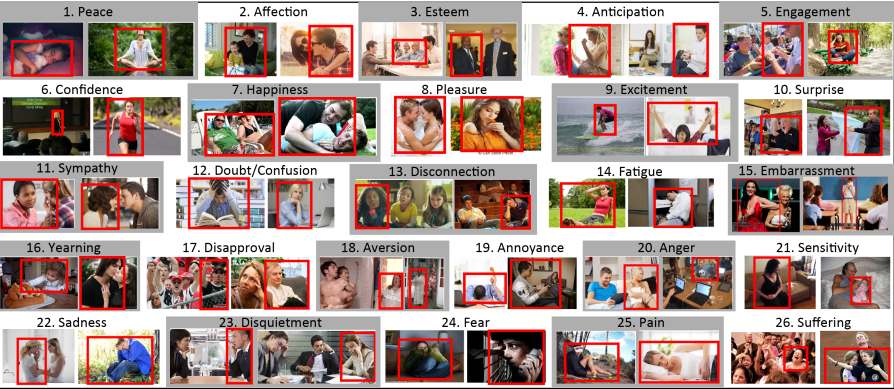 1. Peace
2. Affection
3. Esteem
4. Anticipation
5. Engagement
6. Confidence
7. Happiness
8. Pleasure
9. Excitement
10. Surprise
11. Sympathy
12. Doubt/Confusion
13. Disconnection
14. Fatigue
15. Embarrassment
16. Yearning
17. Disapproval
18. Aversion
19. Annoyance
20. Anger
21. Sensitivity
22. Sadness
23. Disquietment
24. Fear
25. Pain
26. Suffering